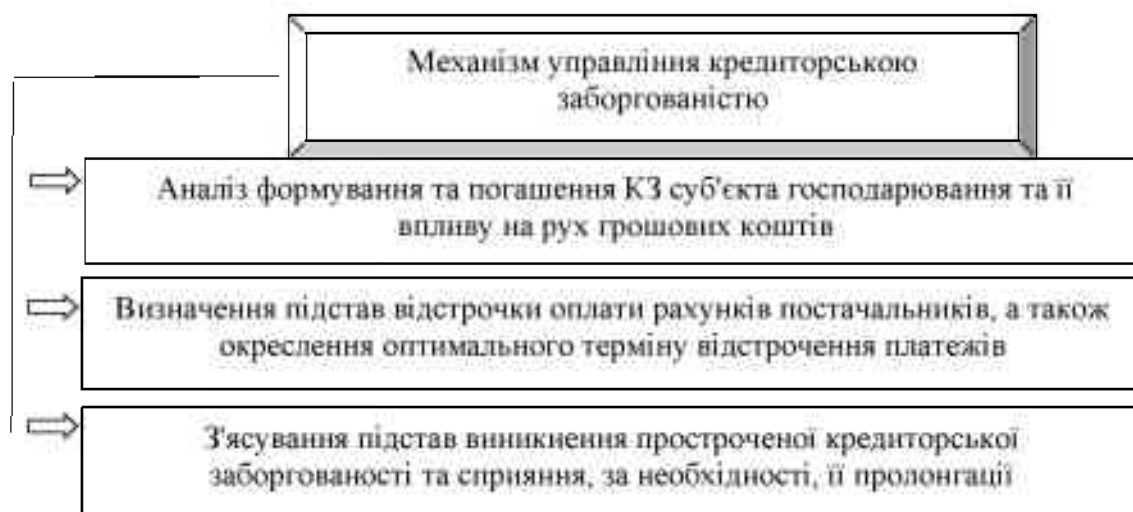 Механізм управління кредиторською
заборгованістю
Аналіз формування та погашення КЗ суб'єкта господарювання та її
впливу на рух грошових коштів
Визначення підстав відстрочки оплати рахунків постачальників, а також
окреслення оптимального терміну відстрочення платежів
З'ясування підстав виникнення простроченої кредиторської
заборгованості та сприяння, за необхідності, її пролонгації